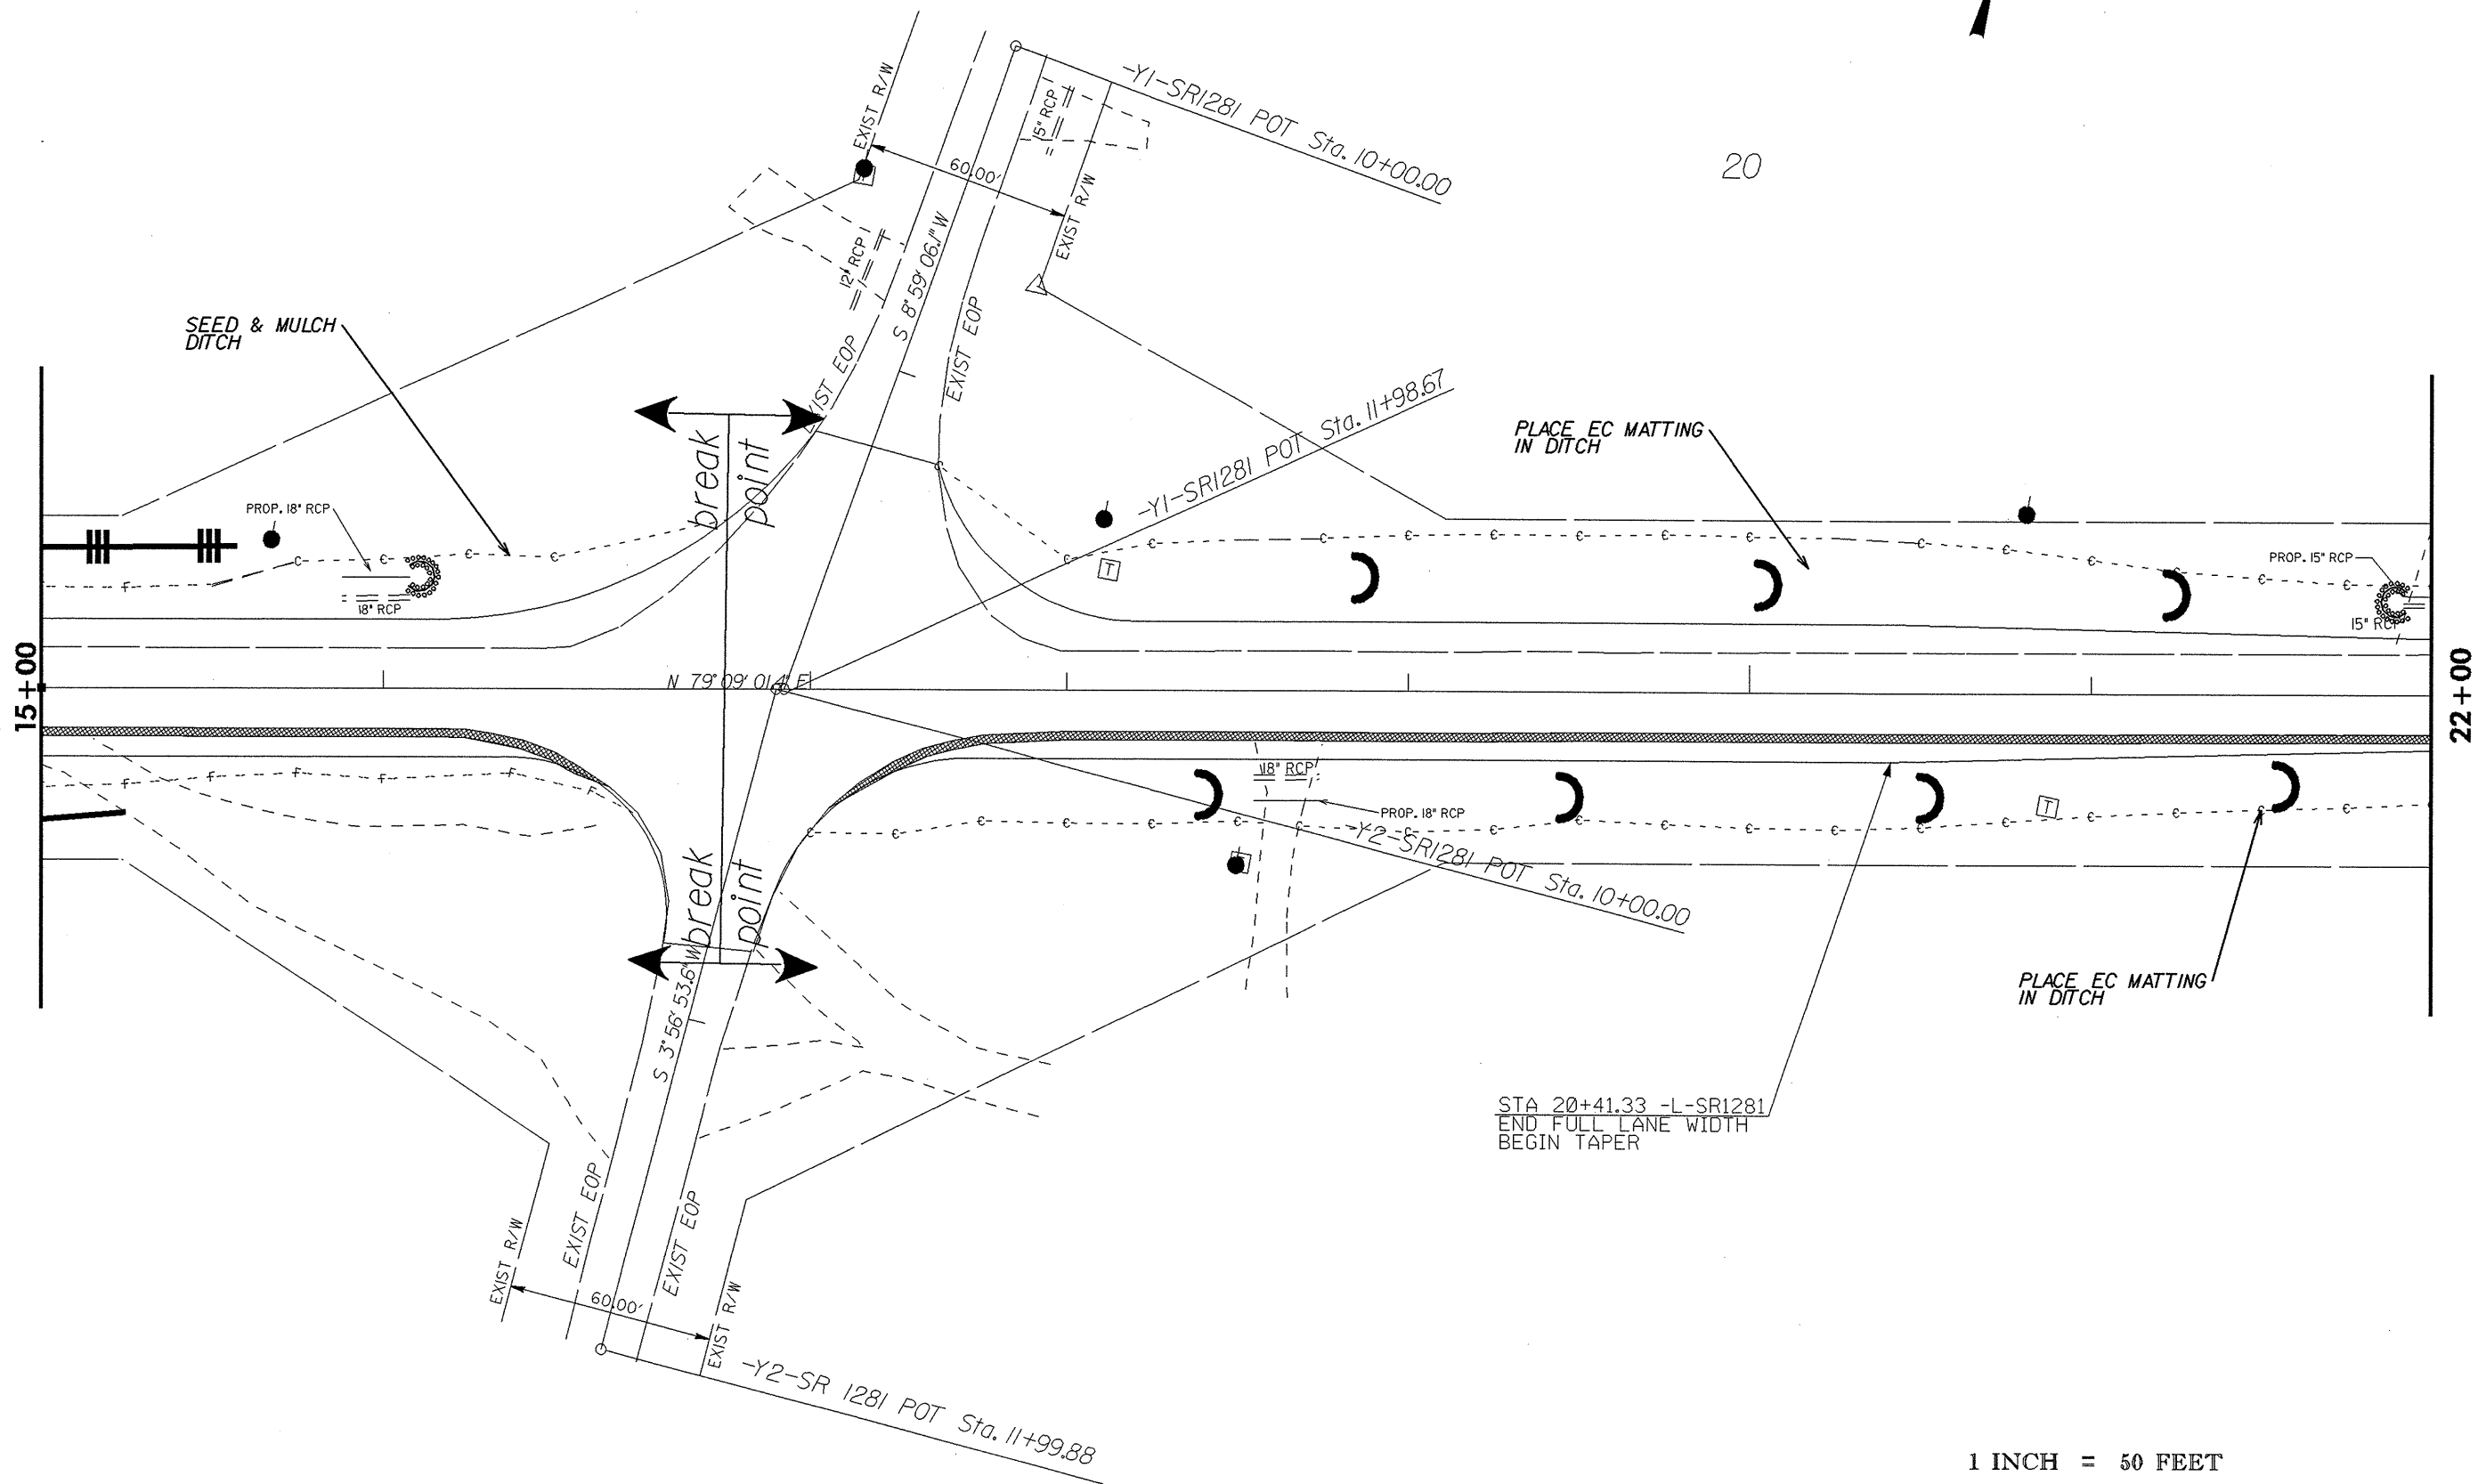 EXIST R/W
-Y1-SR1281 POT Sta. 10+00.00
15" RCP
60.00'
20
EXIST R/W
12" RCP
S 8°59'06.1"W
EXIST EOP
EXIST EOP
SEED & MULCH
DITCH
break
point
-Y1-SR1281 POT Sta. 11+98.67
PLACE EC MATTING
IN DITCH
PROP. 18" RCP
18" RCP
T
PROP. 15" RCP
15" RCP
15+00
N 79°09'01.4" E
22+00
18" RCP
PROP. 18" RCP
T
-Y2-SR1281 POT Sta. 10+00.00
break
point
S 3°56'53.6"W
PLACE EC MATTING
IN DITCH
STA 20+41.33 -L-SR1281
END FULL LANE WIDTH
BEGIN TAPER
EXIST R/W
EXIST EOP
EXIST EOP
60.00'
EXIST R/W
-Y2-SR 1281 POT Sta. 11+99.88
1 INCH = 50 FEET